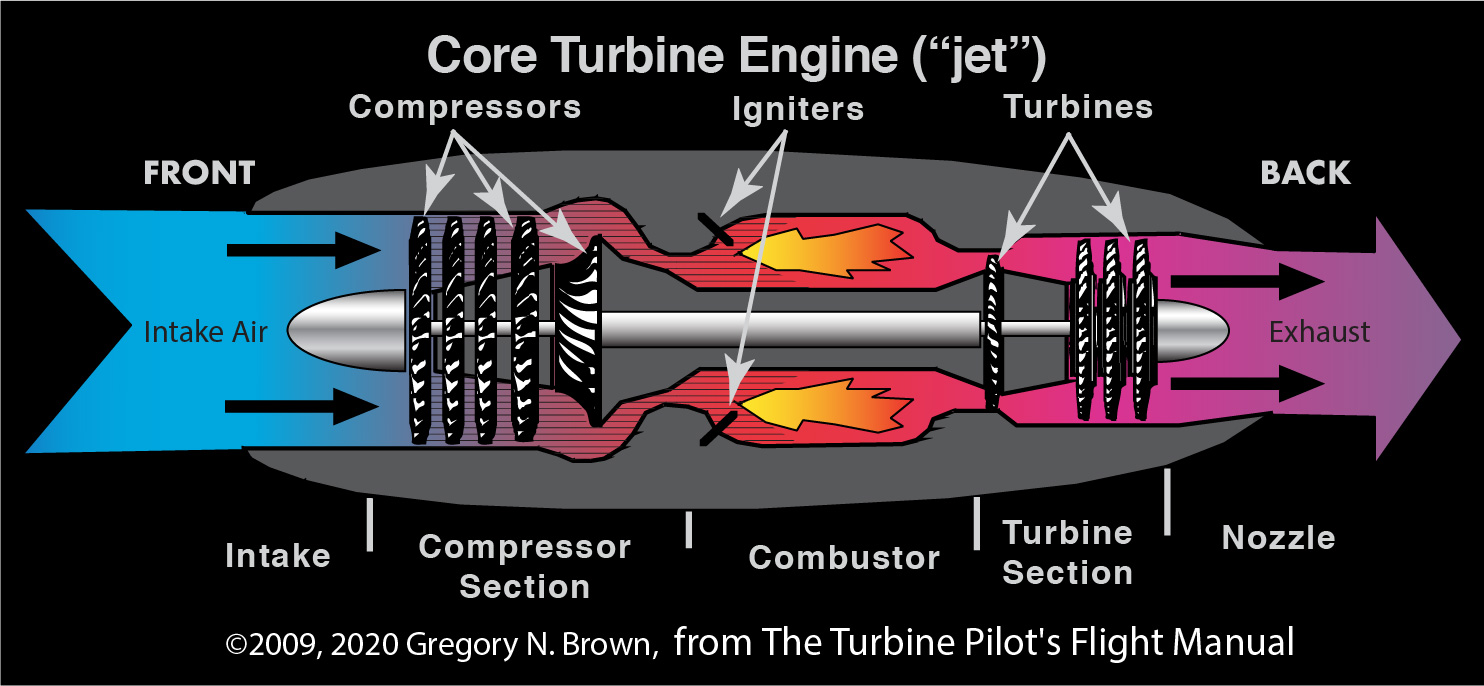 Core Turbine Engine (“jet”)
Compressors
Igniters
Turbines
FRONT
BACK
Intake Air
Exhaust
Intake
Compressor
Section
Combustor
Turbine
Section
Nozzle
©2009, 2020 Gregory N. Brown, from The Turbine Pilot's Flight Manual